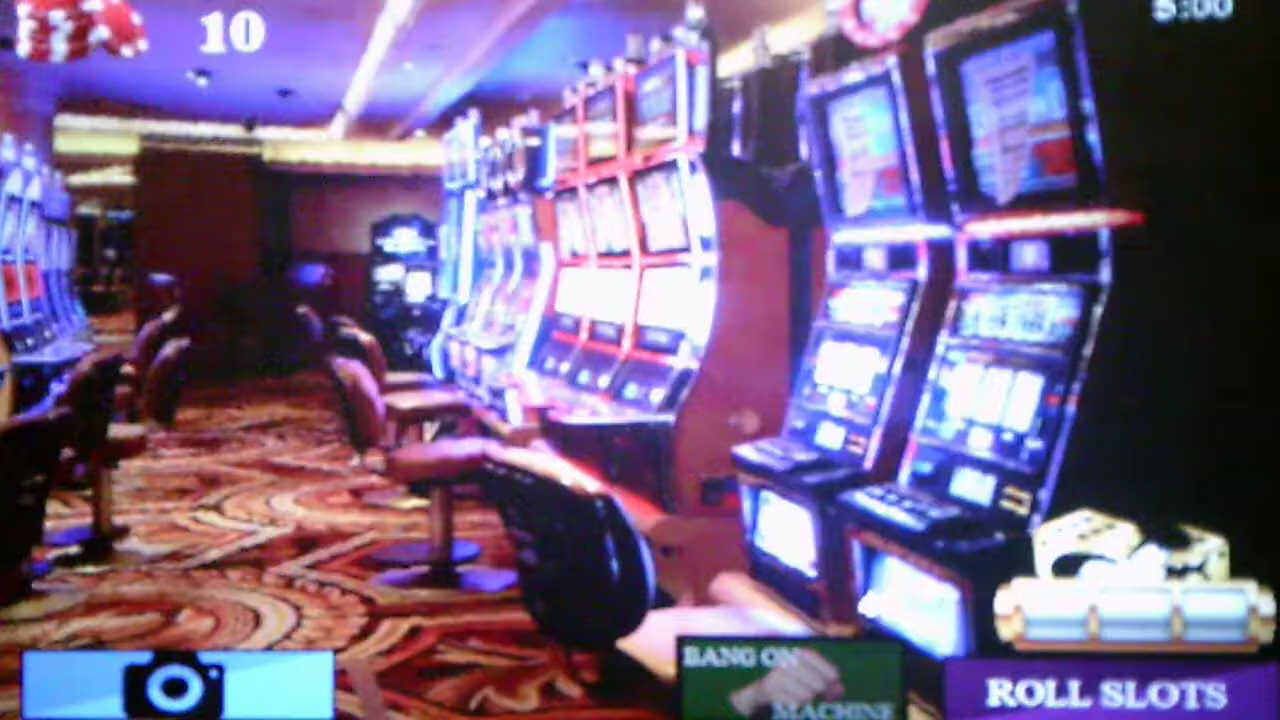 10
5:00
BANG ON
MACHINE
ROLL SLOTS